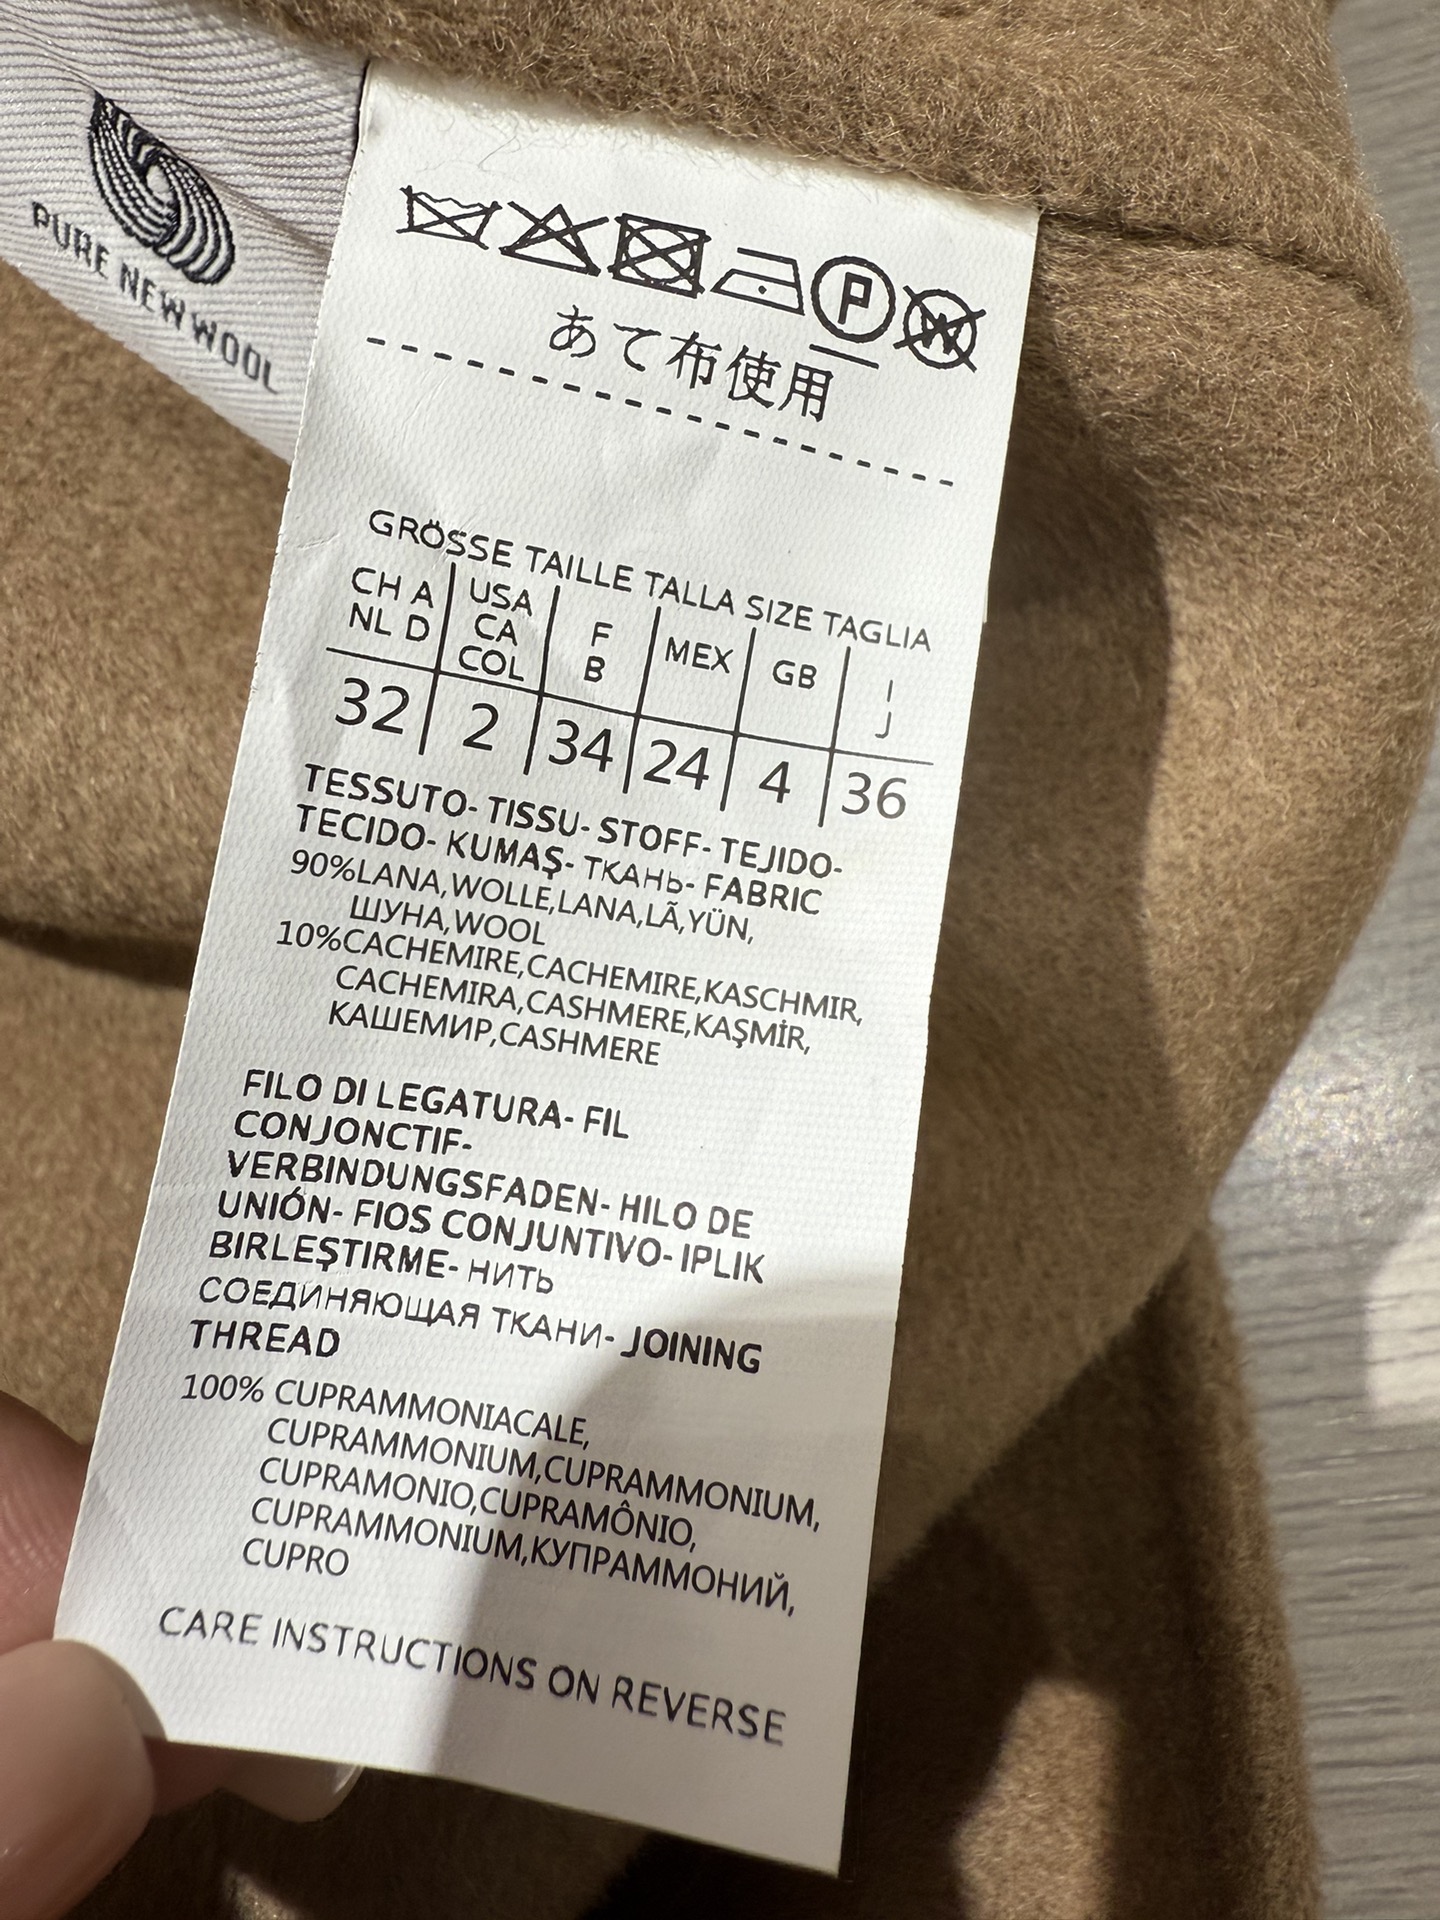 PURE NEW WOOL
P
W
あて布使用
GRÖSSE TAILLE TALLA SIZE TAGLIA
CH A NL D USA CA COL F B MEX GB I J
32 2 34 24 4 36
TESSUTO- TISSU- STOFF- TEJIDO-
TECIDO- KUMAŞ- ТКАНЬ- FABRIC
90%LANA,WOLLE,LANA,LÃ,YÜN,
ШУНА,WOOL
10%CACHEMIRE,CACHEMIRE,KASCHMIR,
CACHEMIRA,CASHMERE,KAŞMİR,
КАШЕМИР,CASHMERE
FILO DI LEGATURA- FIL
CONJONCTIF-
VERBINDUNGSFADEN- HILO DE
UNIÓN- FIOS CONJUNTIVO- IPLIK
BIRLEŞTIRME- НИТЬ
СОЕДИНЯЮЩАЯ ТКАНИ- JOINING
THREAD
100% CUPRAMMONIACALE,
CUPRAMMONIUM,CUPRAMMONIUM,
CUPRAMONIO,CUPRAMÔNIO,
CUPRAMMONIUM,КУПРАММОНИЙ,
CUPRO
CARE INSTRUCTIONS ON REVERSE